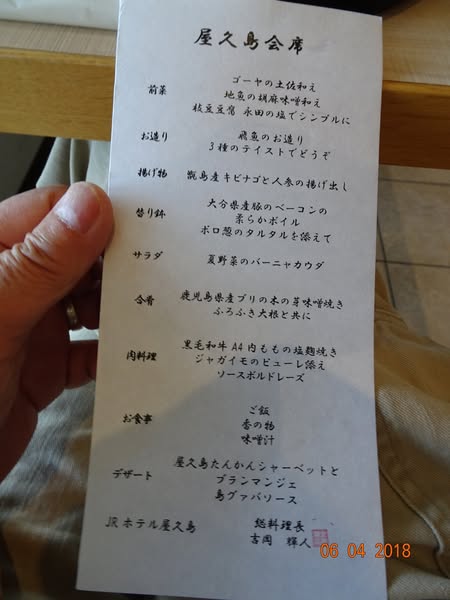 屋久島会席
前菜
ゴーヤの土佐和え
地魚の胡麻味噌和え
枝豆豆腐 永田の塩でシンプルに
お造り
飛魚のお造り
3種のテイストでどうぞ
揚げ物
甑島産キビナゴと人参の揚げ出し
替り鉢
大分県産豚のベーコンの
柔らかボイル
ポロ葱のタルタルを添えて
サラダ
夏野菜のバーニャカウダ
合肴
鹿児島県産ブリの木の芽味噌焼き
ふろふき大根と共に
肉料理
黒毛和牛A4内ももの塩麹焼き
ジャガイモのピューレ添え
ソースボルドレーズ
お食事
ご飯
香の物
味噌汁
デザート
屋久島たんかんシャーベットと
ブランマンジェ
島グァバソース
JRホテル屋久島
総料理長
吉岡 輝人
06 04 2018